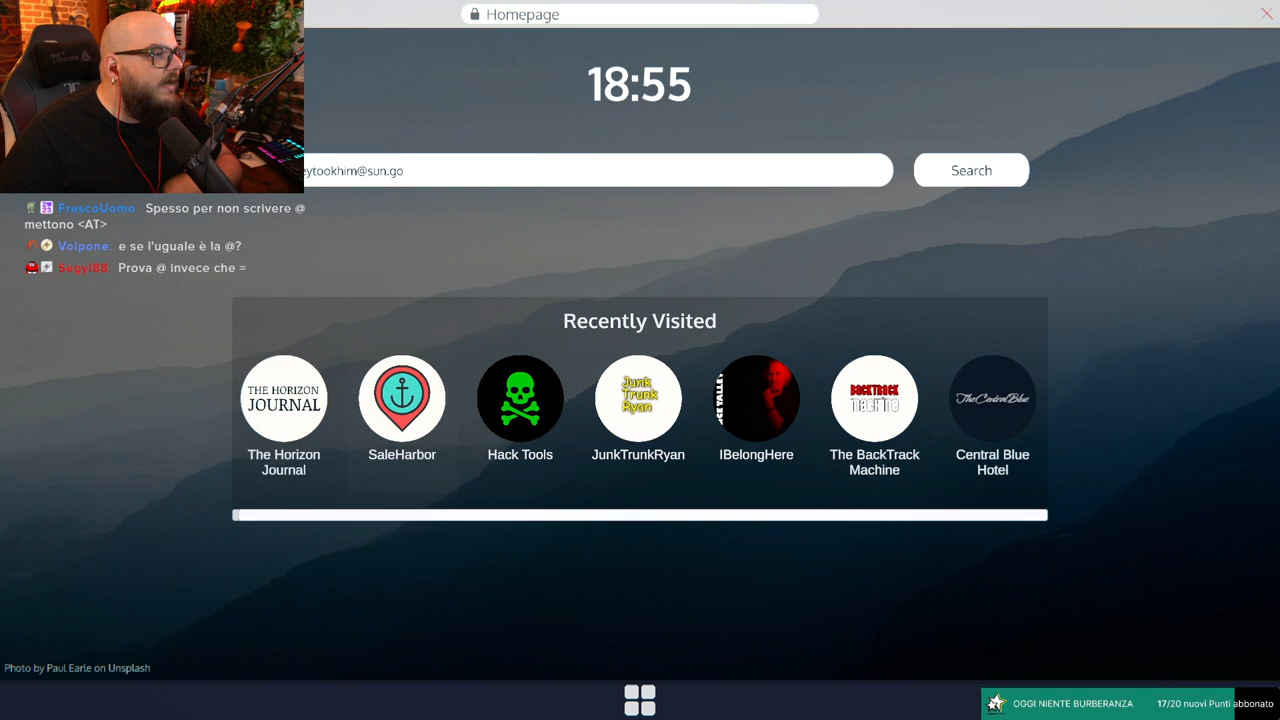 Homepage
18:55
eytookhim@sun.go
Search
FrescoUomo: Spesso per non scrivere @
mettono <AT>
Volpone: e se l'uguale è la @?
Segyi88: Prova @ invece che =
Recently Visited
THE HORIZON
JOURNAL
Junk
Trunk
Ryan
BACKTRACK
MACHINE
The Central Blue
The Horizon
Journal
SaleHarbor
Hack Tools
JunkTrunkRyan
IBelongHere
The BackTrack
Machine
Central Blue
Hotel
Photo by Paul Earle on Unsplash
OGGI NIENTE BURBERANZA
17/20 nuovi Punti abbonato